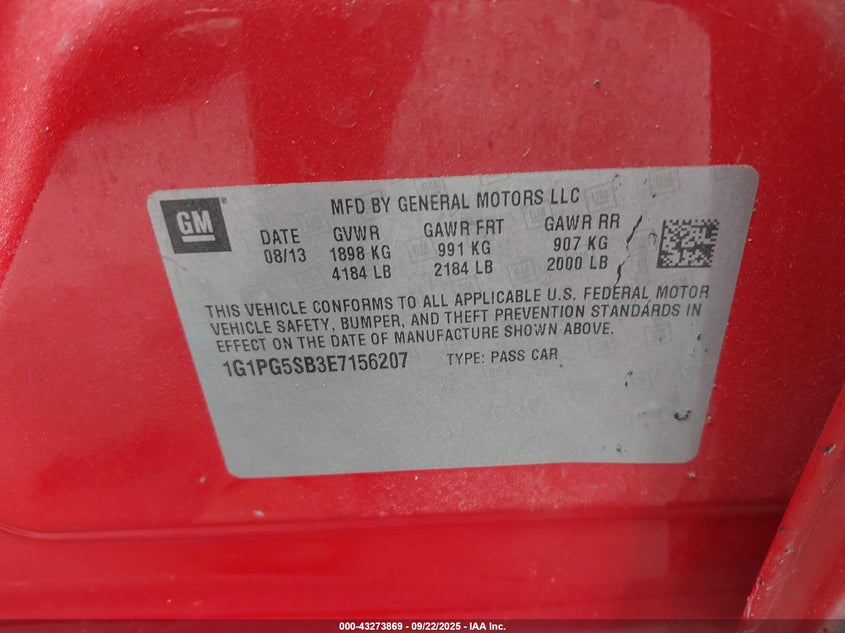 GM
MFD BY GENERAL MOTORS LLC
DATE GVWR GAWR FRT GAWR RR
08/13 1898 KG 991 KG 907 KG
4184 LB 2184 LB 2000 LB
THIS VEHICLE CONFORMS TO ALL APPLICABLE U.S. FEDERAL MOTOR
VEHICLE SAFETY, BUMPER, AND THEFT PREVENTION STANDARDS IN
EFFECT ON THE DATE OF MANUFACTURE SHOWN ABOVE.
1G1PG5SB3E7156207 TYPE: PASS CAR
000-43273869 - 09/22/2025 - IAA Inc.